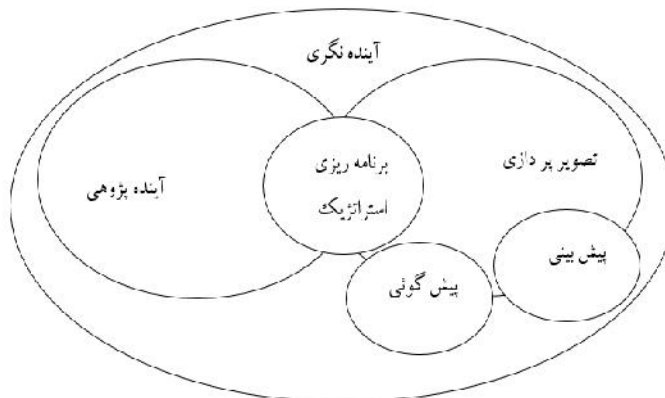 آینده نگری
تصویر پردازی
برنامه ریزی
استراتژیک
آینده پژوهی
پیش بینی
پیش گوئی